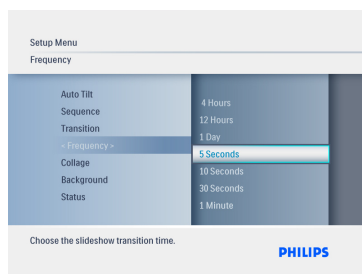 Setup Menu
Frequency
Auto Tilt
Sequence
Transition
< Frequency >
Collage
Background
Status
4 Hours
12 Hours
1 Day
5 Seconds
10 Seconds
30 Seconds
1 Minute
Choose the slideshow transition time.
PHILIPS